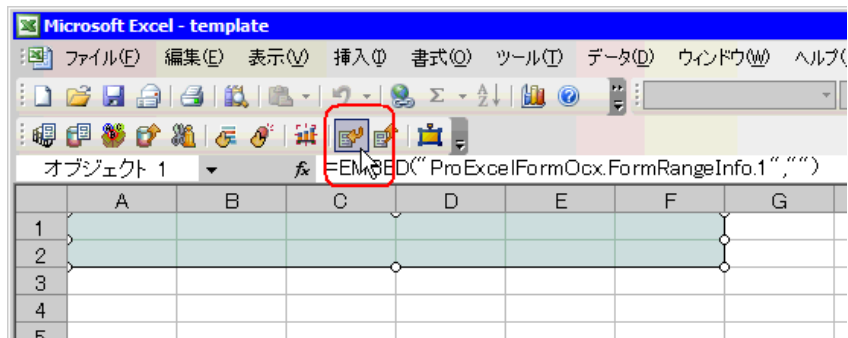 Microsoft Excel - template
ファイル(F) 編集(E) 表示(V) 挿入(I) 書式(O) ツール(T) データ(D) ウィンドウ(W) ヘルプ(
オブジェクト 1 fx =EMBED("ProExcelFormOcx.FormRangeInfo.1","")
A B C D E F G
1
2
3
4
5